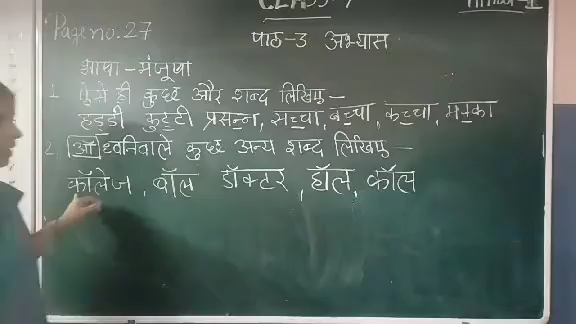 Page no. 27
पाठ-3 अभ्यास
भाषा-मंजूषा
1. ऐसे ही कुछ और शब्द लिखिए-
हड्डी कुट्टी प्रसन्न, सच्चा, बच्चा, कच्चा, मक्का
2. ऑ ध्वनिवाले कुछ अन्य शब्द लिखिए-
कॉलेज, बॉल डॉक्टर, हॉल, कॉल